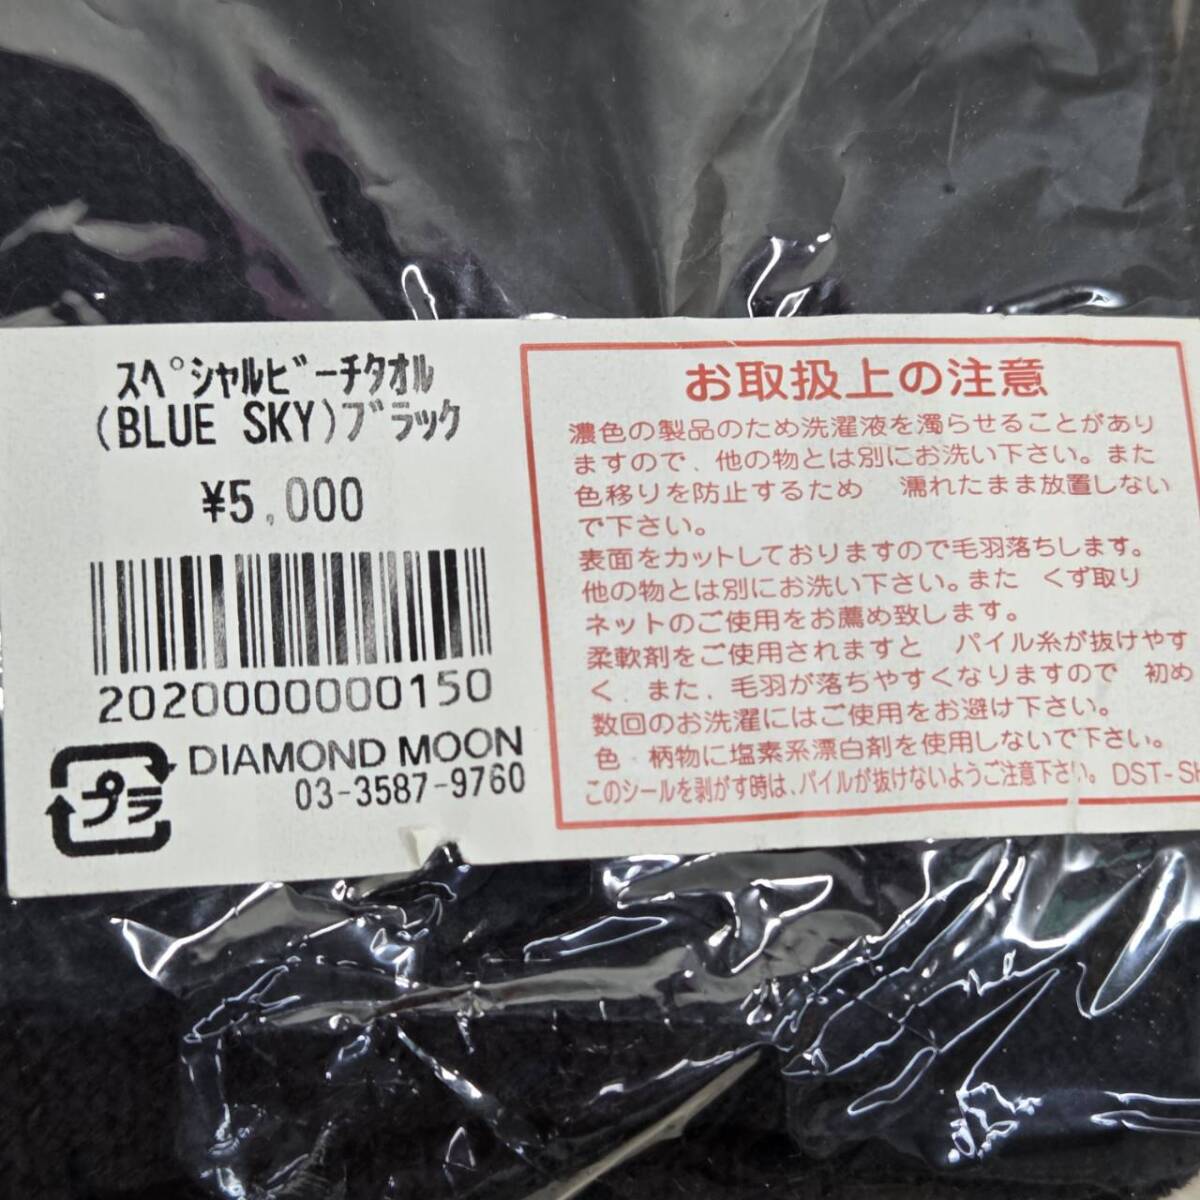 ｽﾍﾟｼｬﾙﾋﾞｰﾁﾀｵﾙ
(BLUE SKY)ﾌﾞﾗｯｸ
¥5,000
2020000000150
プラ
DIAMOND MOON
03-3587-9760
お取扱上の注意
濃色の製品のため洗濯液を濁らせることがあり
ますので、他の物とは別にお洗い下さい。また
色移りを防止するため 濡れたまま放置しない
で下さい。
表面をカットしておりますので毛羽落ちします。
他の物とは別にお洗い下さい。また くず取り
ネットのご使用をお薦め致します。
柔軟剤をご使用されますと パイル糸が抜けやす
く、また、毛羽が落ちやすくなりますので 初め
数回のお洗濯にはご使用をお避け下さい。
色・柄物に塩素系漂白剤を使用しないで下さい。
このシールを剥がす時は、パイルが抜けないようご注意下さい。 DST-SH